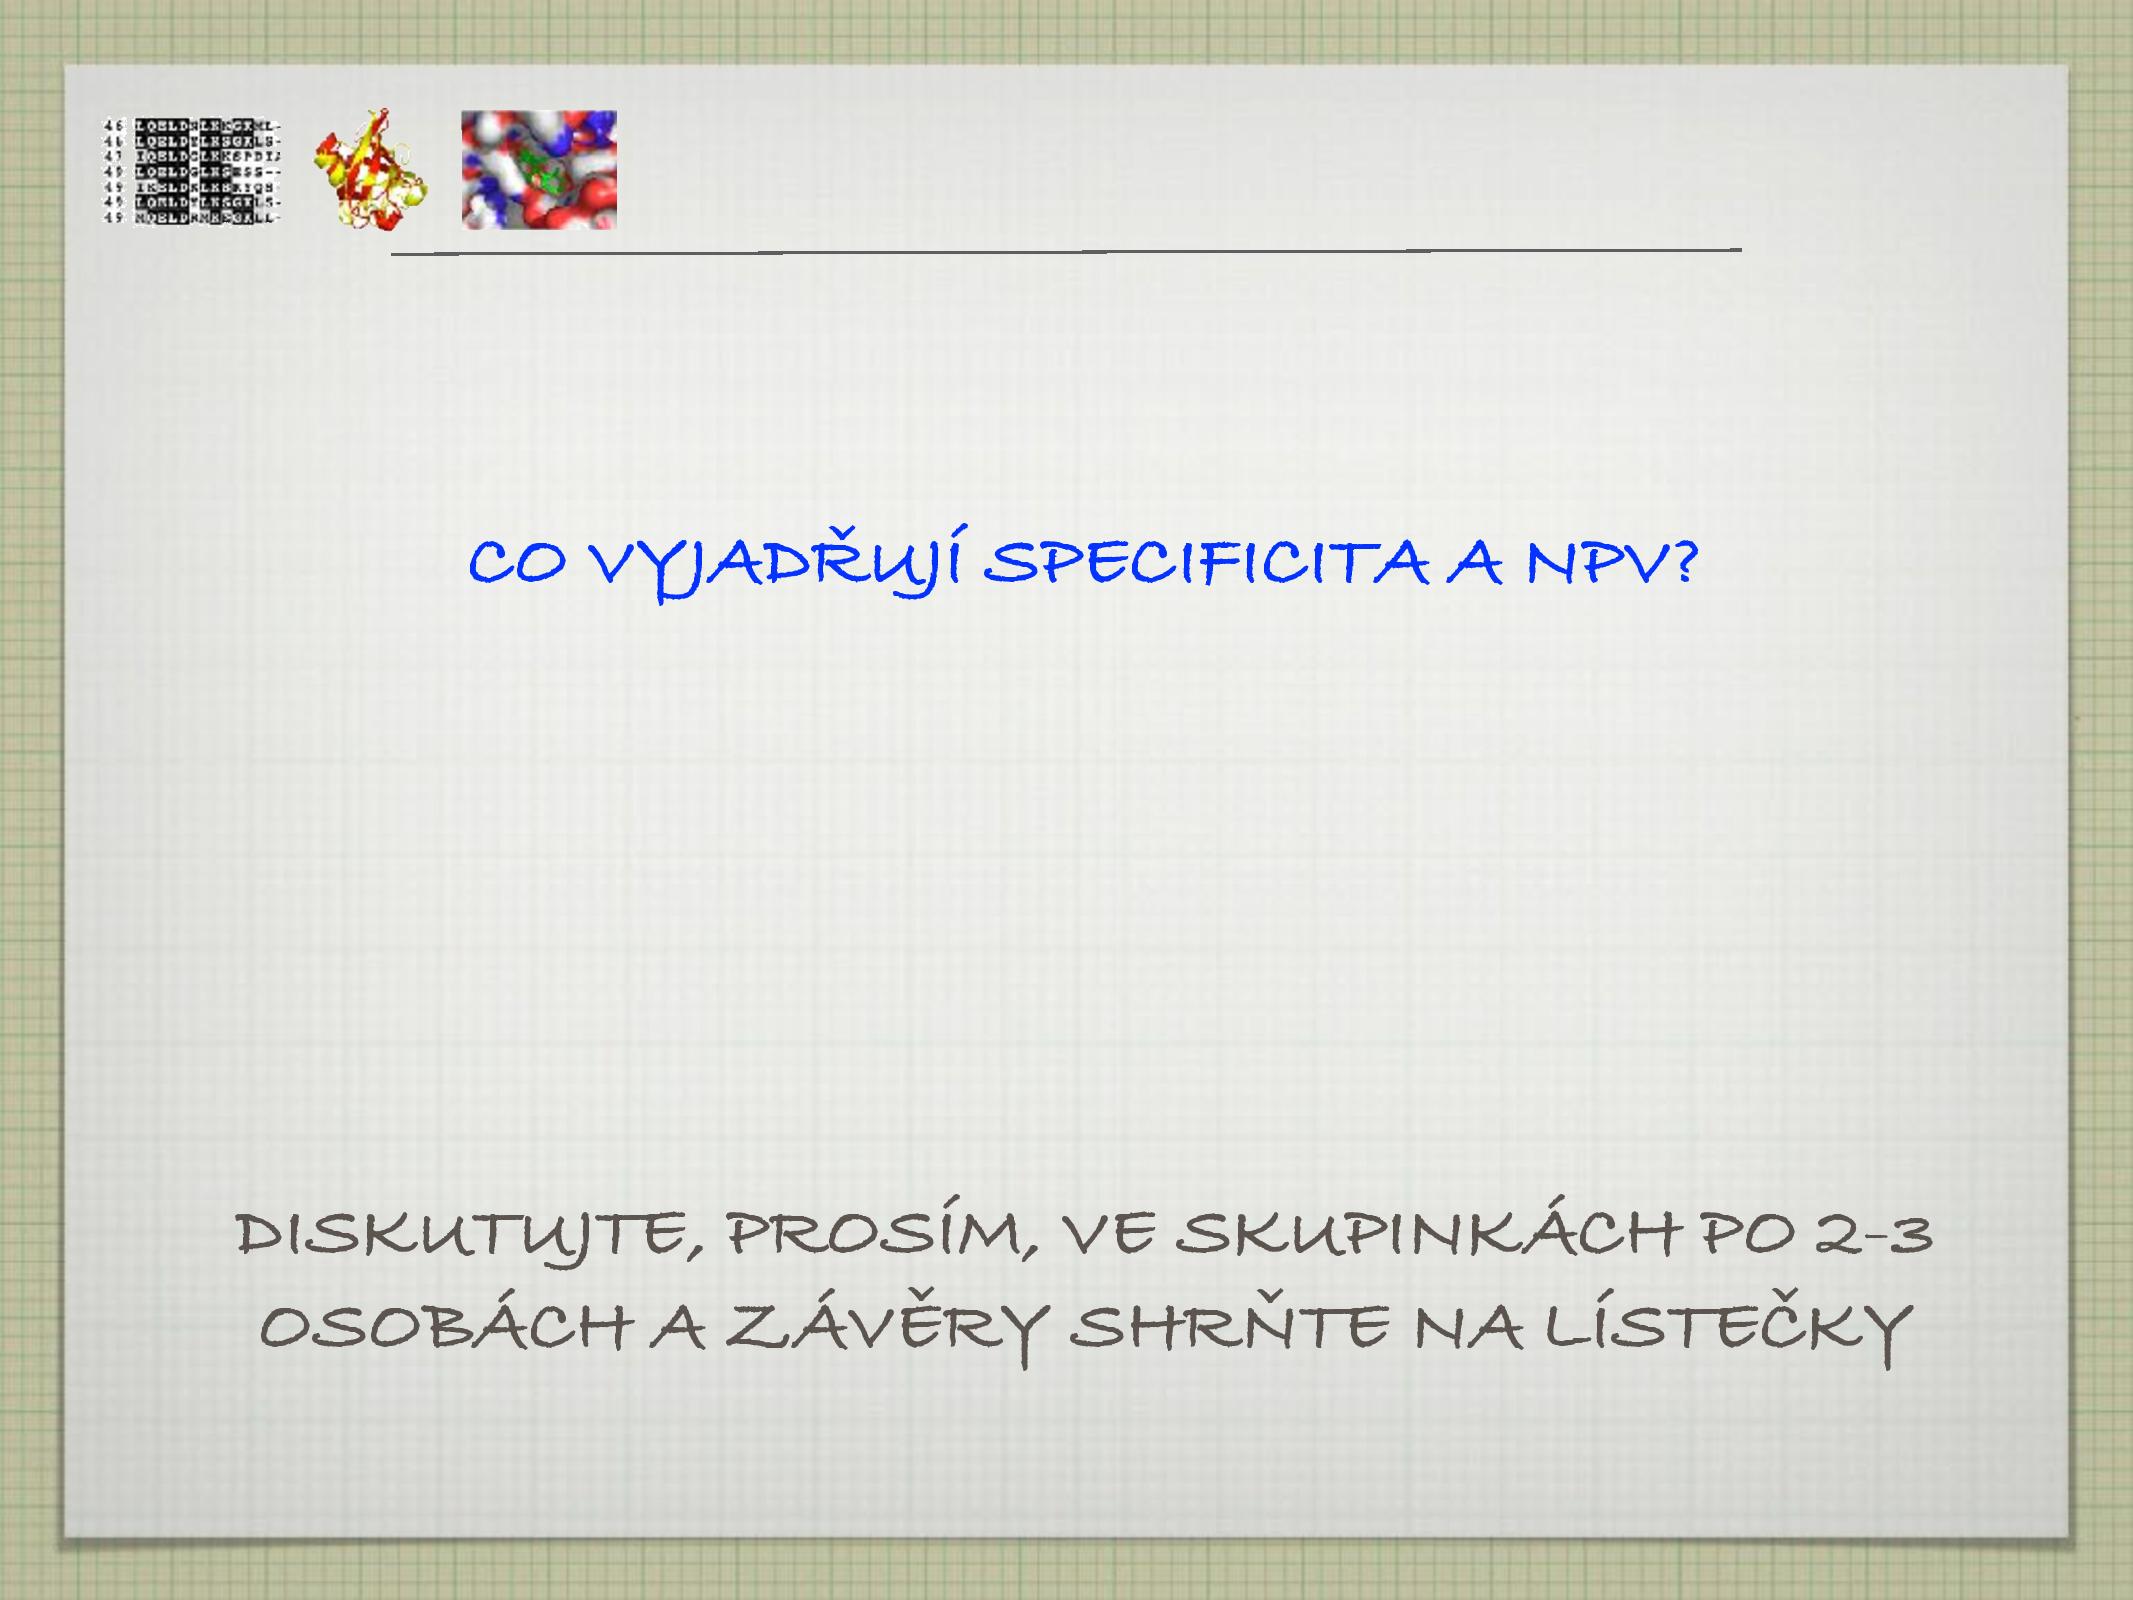 CO VYJADŘUJÍ SPECIFICITA A NPV?
DISKUTUJTE, PROSÍM, VE SKUPINKÁCH PO 2-3
OSOBÁCH A ZÁVĚRY SHRŇTE NA LÍSTEČKY